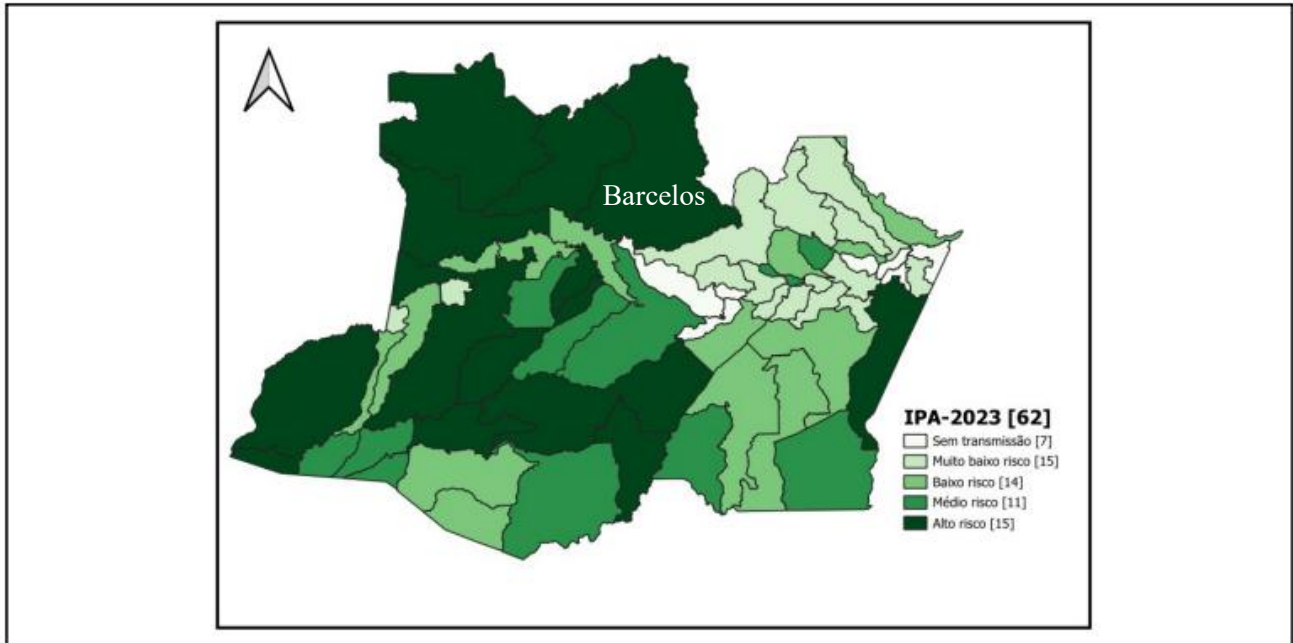 Barcelos
IPA-2023 [62]
Sem transmissão [7]
Muito baixo risco [15]
Baixo risco [14]
Médio risco [11]
Alto risco [15]